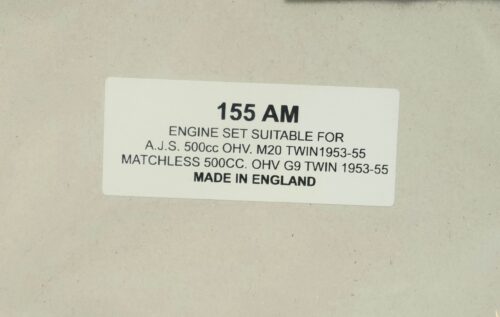 155 AM
ENGINE SET SUITABLE FOR
A.J.S. 500cc OHV. M20 TWIN1953-55
MATCHLESS 500CC. OHV G9 TWIN 1953-55
MADE IN ENGLAND